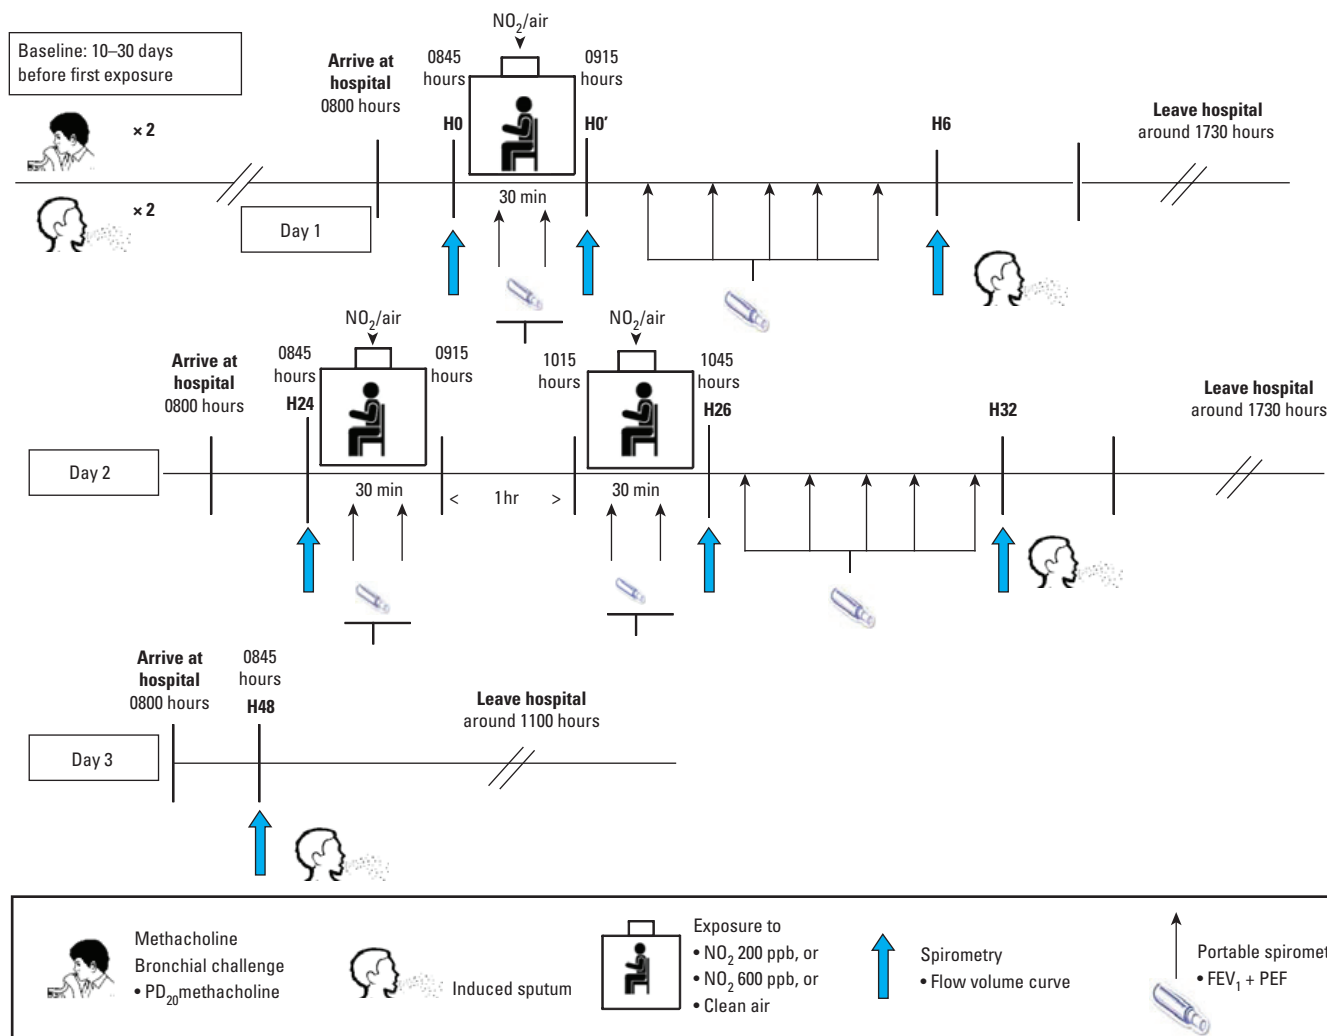 NO₂/air
Baseline: 10–30 days
before first exposure
Arrive at
hospital
0800 hours
0845
hours
0915
hours
Leave hospital
around 1730 hours
× 2
H0
H0′
H6
30 min
× 2
Day 1
NO₂/air
NO₂/air
Arrive at
hospital
0800 hours
0845
hours
H24
0915
hours
1015
hours
1045
hours
H26
H32
Leave hospital
around 1730 hours
Day 2
30 min
< 1hr >
30 min
Arrive at
hospital
0800 hours
0845
hours
H48
Leave hospital
around 1100 hours
Day 3
Methacholine
Bronchial challenge
• PD₂₀methacholine
Induced sputum
Exposure to
• NO₂ 200 ppb, or
• NO₂ 600 ppb, or
• Clean air
Spirometry
• Flow volume curve
Portable spiromet
• FEV₁ + PEF